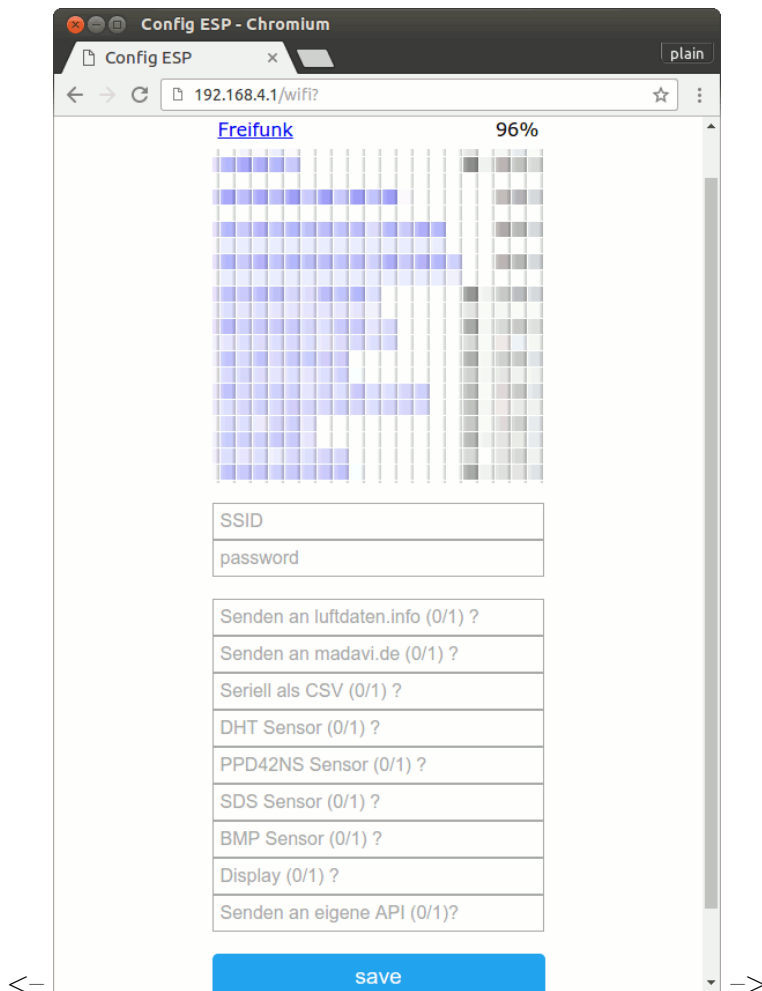 Config ESP - Chromium
Config ESP
plain
192.168.4.1/wifi?
Freifunk 96%
SSID
password
Senden an luftdaten.info (0/1) ?
Senden an madavi.de (0/1) ?
Seriell als CSV (0/1) ?
DHT Sensor (0/1) ?
PPD42NS Sensor (0/1) ?
SDS Sensor (0/1) ?
BMP Sensor (0/1) ?
Display (0/1) ?
Senden an eigene API (0/1)?
save
<– –>